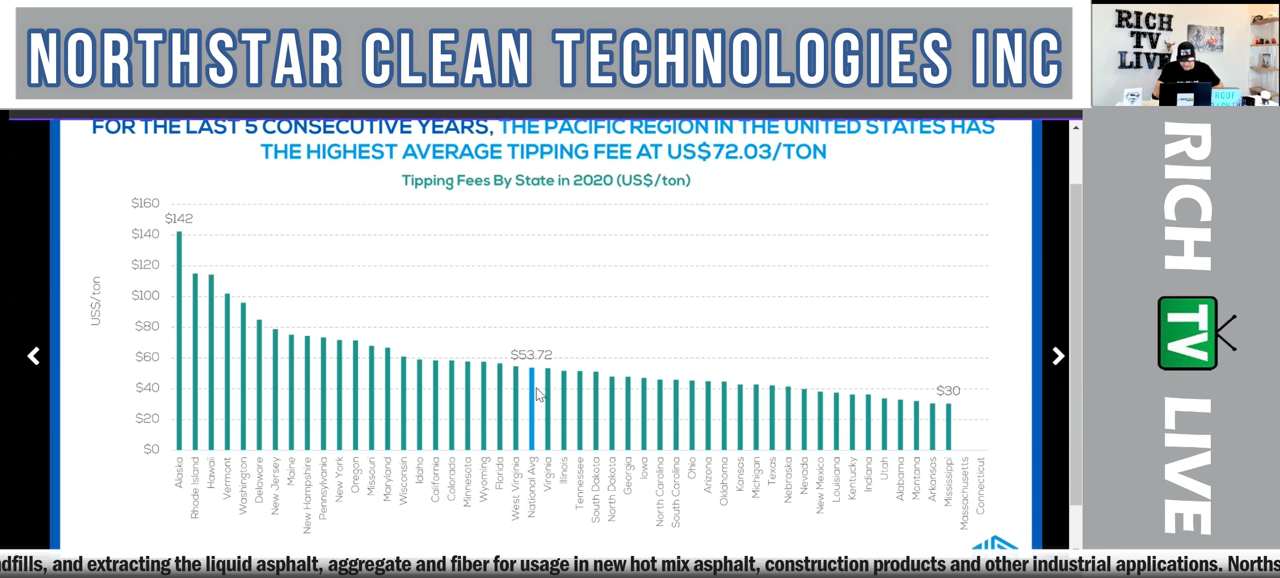 NORTHSTAR CLEAN TECHNOLOGIES INC
RICH
TV
LIVE
FOR THE LAST 5 CONSECUTIVE YEARS, THE PACIFIC REGION IN THE UNITED STATES HAS
THE HIGHEST AVERAGE TIPPING FEE AT US$72.03/TON
Tipping Fees By State in 2020 (US$/ton)
US$/ton
$160
$140
$120
$100
$80
$60
$40
$20
$0
$142
$53.72
$30
Alaska
Rhode Island
Hawaii
Vermont
Washington
Delaware
New Jersey
Maine
New Hampshire
Pennsylvania
New York
Oregon
Missouri
Maryland
Wisconsin
Idaho
California
Colorado
Minnesota
Wyoming
Florida
West Virginia
National Avg
Virginia
Illinois
Tennessee
South Dakota
North Dakota
Georgia
Iowa
North Carolina
South Carolina
Ohio
Arizona
Oklahoma
Kansas
Michigan
Texas
Nebraska
Nevada
New Mexico
Louisiana
Kentucky
Indiana
Utah
Alabama
Montana
Arkansas
Mississippi
Massachusetts
Connecticut
RICH TV LIVE
dfills, and extracting the liquid asphalt, aggregate and fiber for usage in new hot mix asphalt, construction products and other industrial applications. Norths